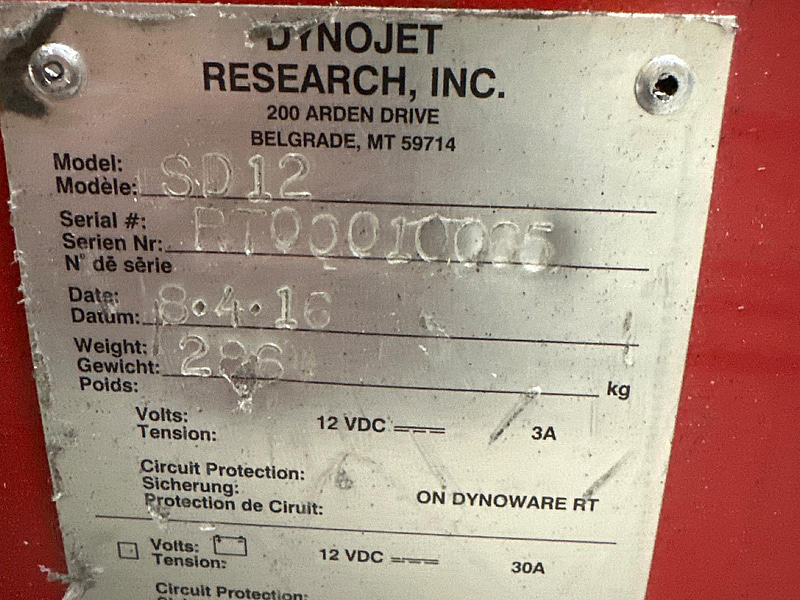 DYNOJET
RESEARCH, INC.
200 ARDEN DRIVE
BELGRADE, MT 59714
Model:
Modèle: SD12
Serial #:
Serien Nr:
N° dē sērie
Date:
Datum: 8·4·16
Weight:
Gewicht: 286
Poids: kg
Volts: 12 VDC 3A
Tension:
Circuit Protection:
Sicherung: ON DYNOWARE RT
Protection de Ciruit:
Volts: 12 VDC 30A
Tension:
Circuit Protection: